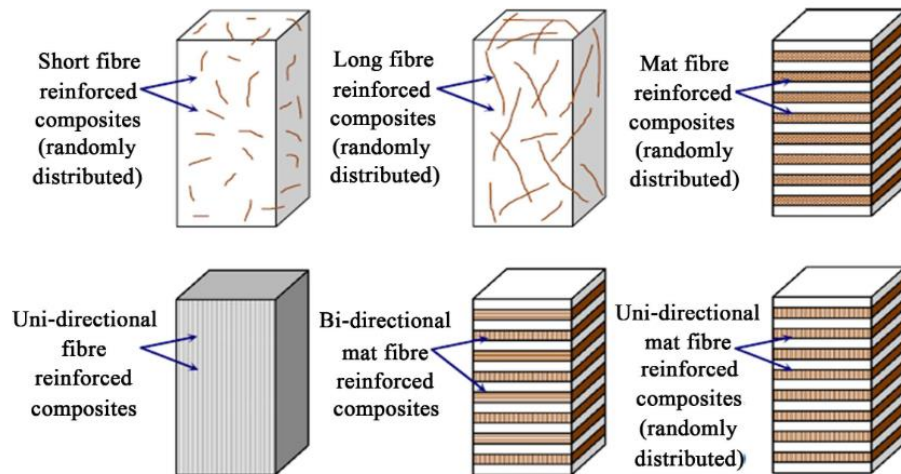 Short fibre
reinforced
composites
(randomly
distributed)
Long fibre
reinforced
composites
(randomly
distributed)
Mat fibre
reinforced
composites
(randomly
distributed)
Uni-directional
fibre
reinforced
composites
Bi-directional
mat fibre
reinforced
composites
Uni-directional
mat fibre
reinforced
composites
(randomly
distributed)